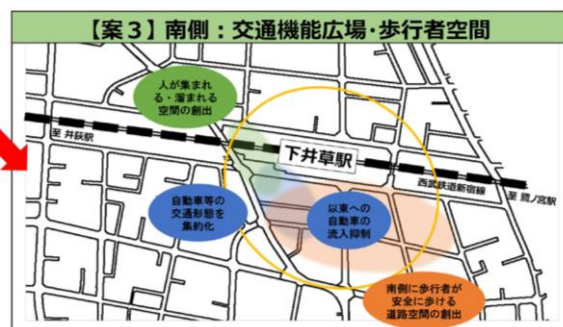 【案３】南側：交通機能広場・歩行者空間
人が集まれ
る・溜まれる
空間の創出
至 井荻駅
下井草駅
西武鉄道新宿線
至 鷺ノ宮駅
自動車等の
交通形態を
集約化
以東への
自動車の
流入抑制
南側に歩行者が
安全に歩ける
道路空間の創出